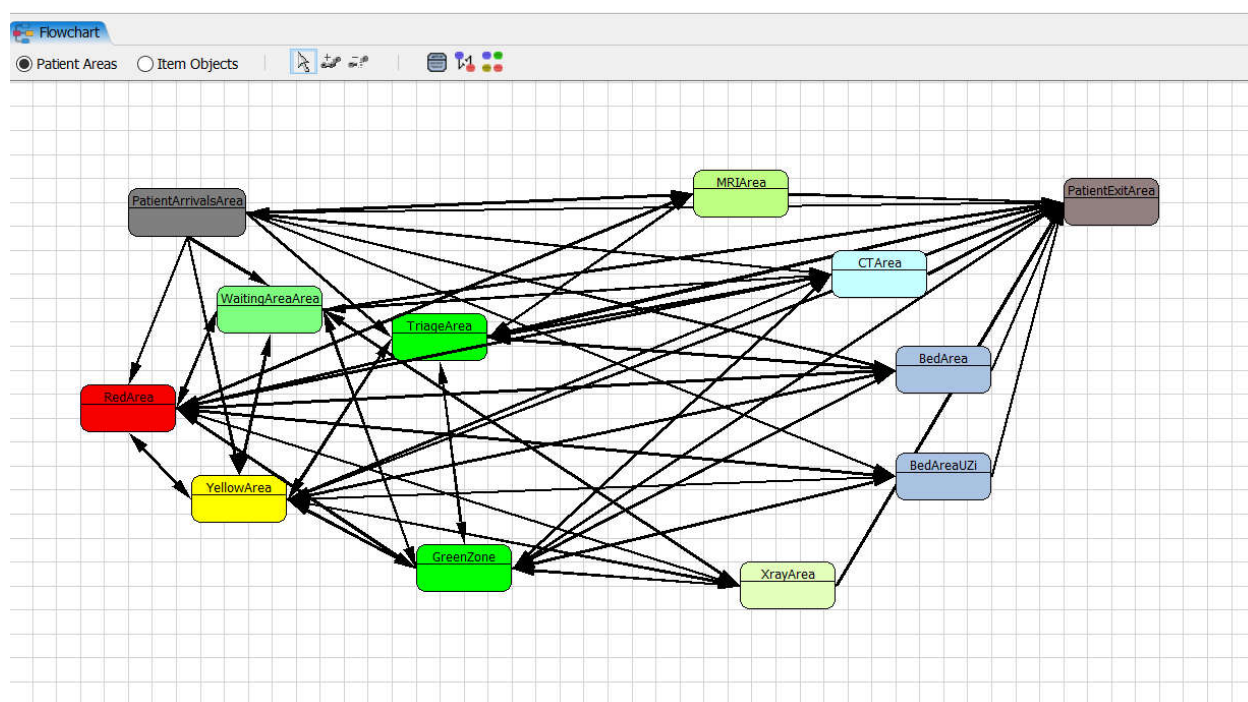 Flowchart
Patient Areas Item Objects
MRIArea
PatientExitArea
PatientArrivalsArea
CTArea
WaitingAreaArea
TriageArea
BedArea
RedArea
BedAreaUZi
YellowArea
GreenZone
XrayArea